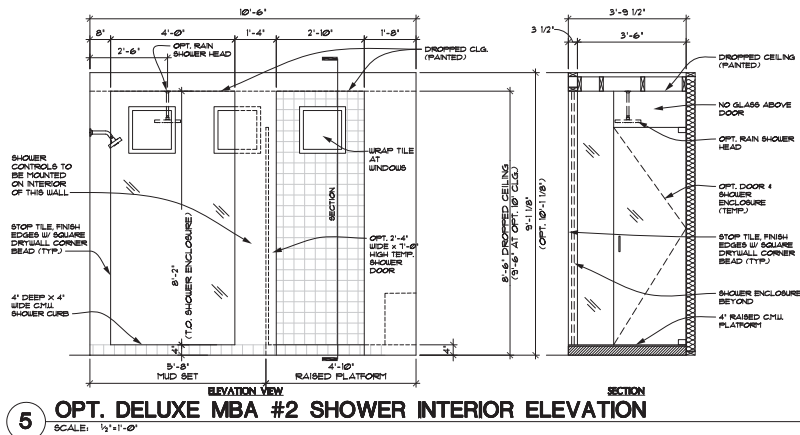 10'-6"
8"
4'-0"
1'-4"
2'-10"
1'-8"
2'-6"
OPT. RAIN
SHOWER HEAD
DROPPED CLG.
(PAINTED)
SHOWER
CONTROLS TO
BE MOUNTED
ON INTERIOR
OF THIS WALL
STOP TILE, FINISH
EDGES W/ SQUARE
DRYWALL CORNER
BEAD (TYP.)
4" DEEP X 4"
WIDE C.M.U.
SHOWER CURB
8'-2"
(T.O. SHOWER ENCLOSURE)
4"
SECTION
WRAP TILE
AT
WINDOWS
OPT. 2'-4"
WIDE x 7'-0"
HIGH TEMP.
SHOWER
DOOR
4"
8'-6" DROPPED CEILING
(9'-6" AT OPT. 10' CLG.)
9'-1 1/8"
(OPT. 10'-1 1/8")
5'-8"
MUD SET
4'-10"
RAISED PLATFORM
ELEVATION VIEW
3'-9 1/2"
3 1/2"
3'-6"
DROPPED CEILING
(PAINTED)
NO GLASS ABOVE
DOOR
OPT. RAIN SHOWER
HEAD
OPT. DOOR &
SHOWER
ENCLOSURE
(TEMP.)
STOP TILE, FINISH
EDGES W/ SQUARE
DRYWALL CORNER
BEAD (TYP.)
SHOWER ENCLOSURE
BEYOND
4" RAISED C.M.U.
PLATFORM
SECTION
5
OPT. DELUXE MBA #2 SHOWER INTERIOR ELEVATION
SCALE: 1/2"=1'-0"